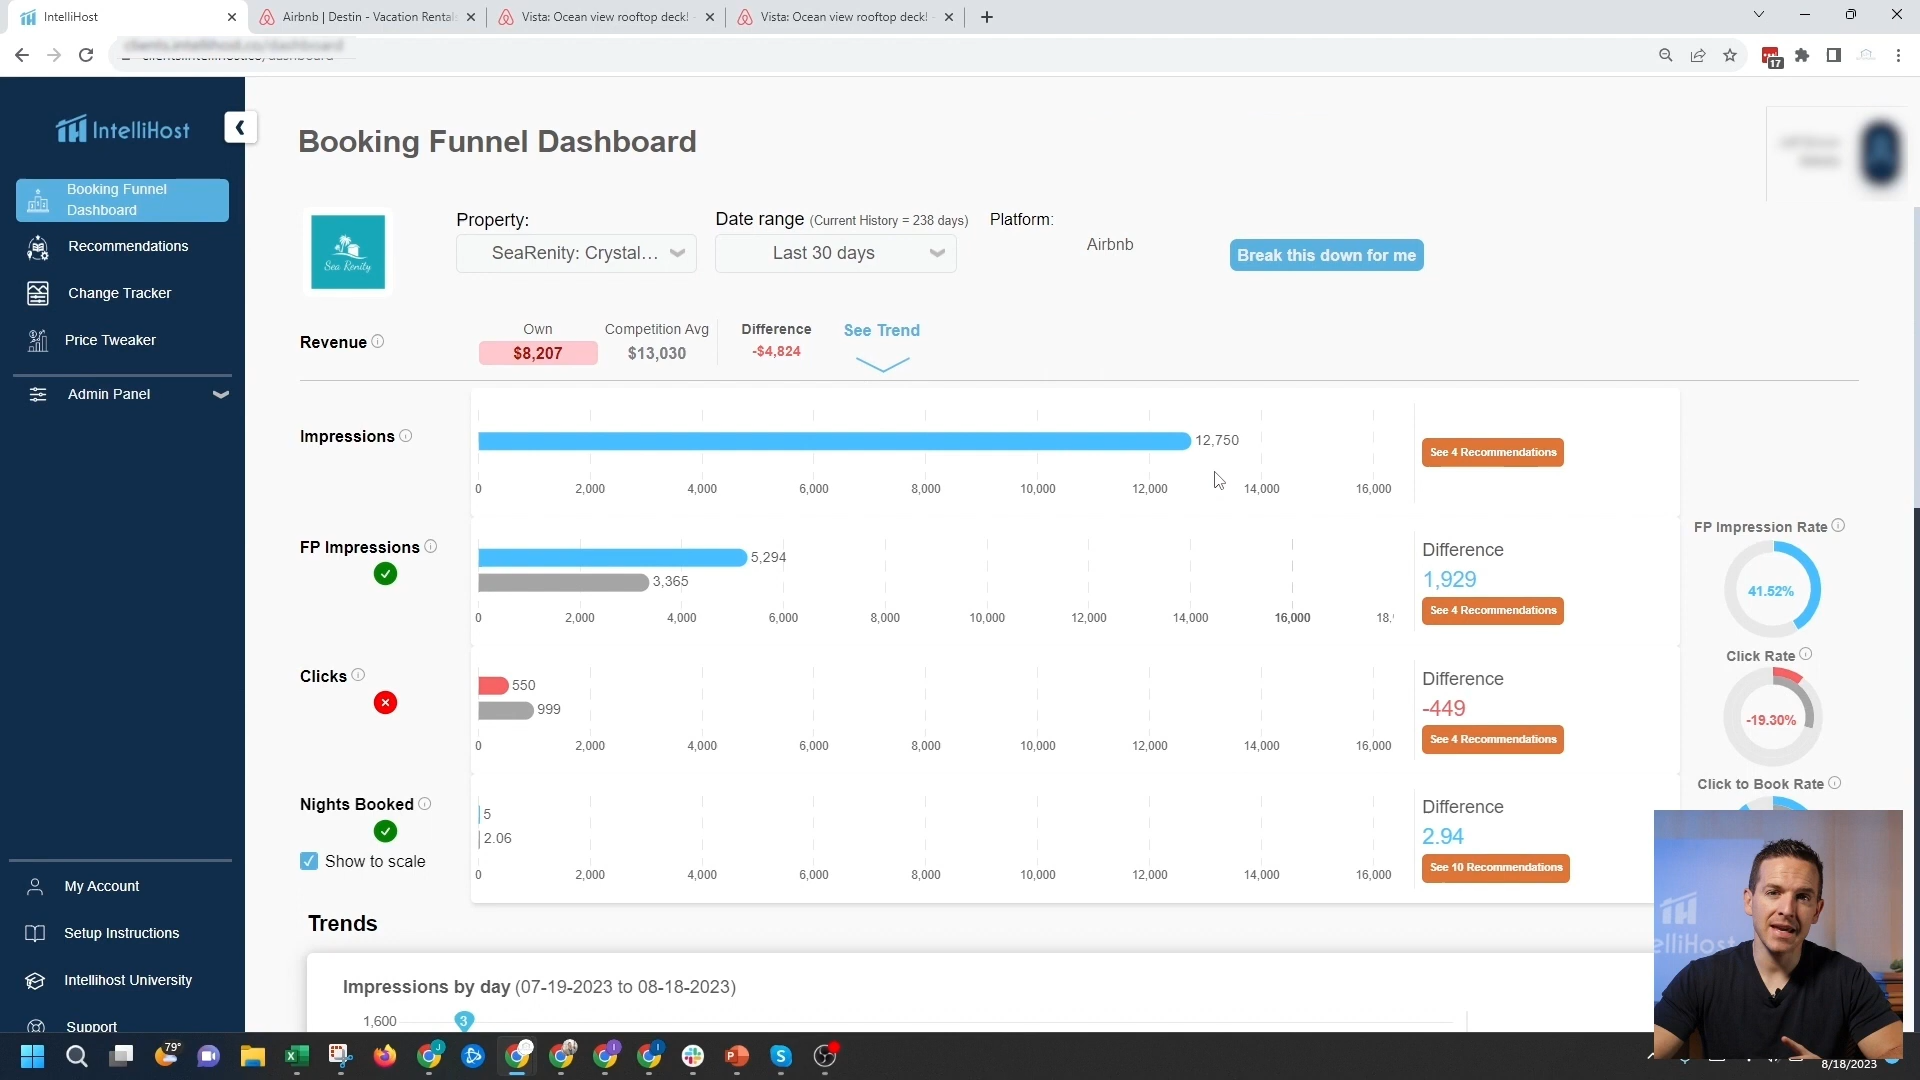 IntelliHost
Airbnb | Destin - Vacation Rentals
Vista: Ocean view rooftop deck! -
Vista: Ocean view rooftop deck! -
17
IntelliHost
Booking Funnel
Dashboard
Recommendations
Change Tracker
Price Tweaker
Admin Panel
My Account
Setup Instructions
Intellihost University
Support
Booking Funnel Dashboard
Sea Renity
Property:
SeaRenity: Crystal...
Date range (Current History = 238 days)
Last 30 days
Platform:
Airbnb
Break this down for me
Revenue
Own
$8,207
Competition Avg
$13,030
Difference
-$4,824
See Trend
Impressions
12,750
0 2,000 4,000 6,000 8,000 10,000 12,000 14,000 16,000
See 4 Recommendations
FP Impressions
5,294
3,365
0 2,000 4,000 6,000 8,000 10,000 12,000 14,000 16,000 18,
Difference
1,929
See 4 Recommendations
FP Impression Rate
41.52%
Clicks
550
999
0 2,000 4,000 6,000 8,000 10,000 12,000 14,000 16,000
Difference
-449
See 4 Recommendations
Click Rate
-19.30%
Nights Booked
5
2.06
Show to scale
0 2,000 4,000 6,000 8,000 10,000 12,000 14,000 16,000
Difference
2.94
See 10 Recommendations
Click to Book Rate
Trends
Impressions by day (07-19-2023 to 08-18-2023)
1,600
3
elliHost
79°
8/18/2023